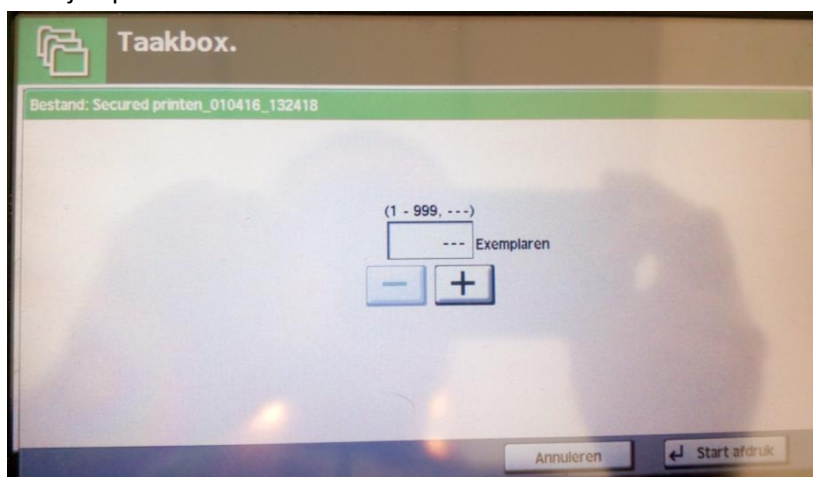 Taakbox.
Bestand: Secured printen_010416_132418
(1 - 999, ---)
--- Exemplaren
− +
Annuleren
Start afdruk